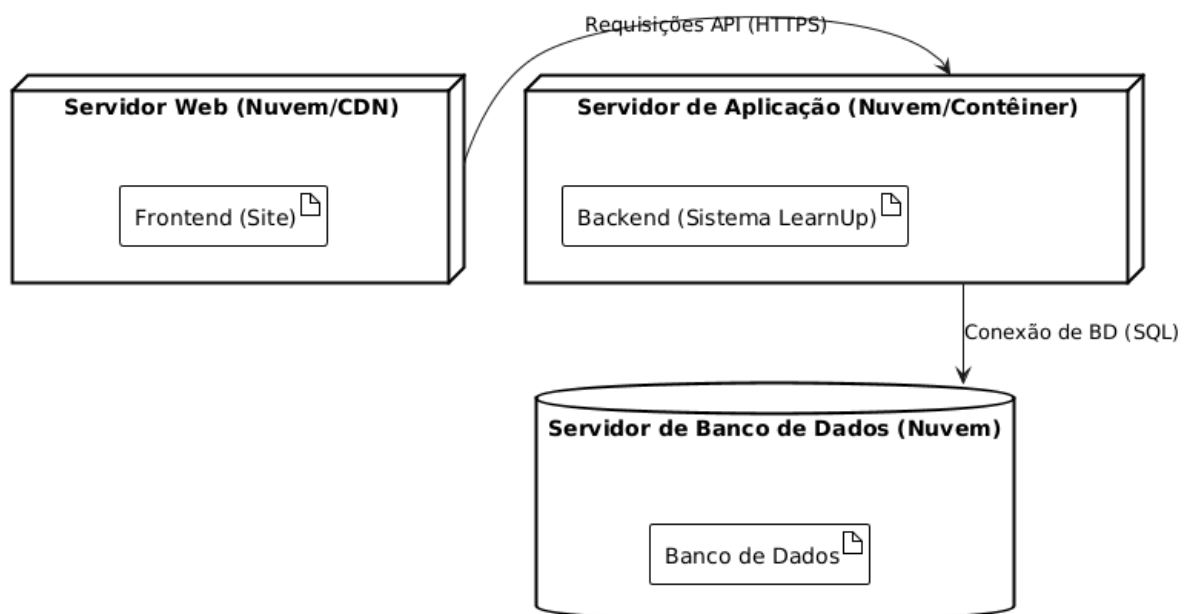 Requisições API (HTTPS)
Servidor Web (Nuvem/CDN)
Servidor de Aplicação (Nuvem/Contêiner)
Frontend (Site)
Backend (Sistema LearnUp)
Conexão de BD (SQL)
Servidor de Banco de Dados (Nuvem)
Banco de Dados